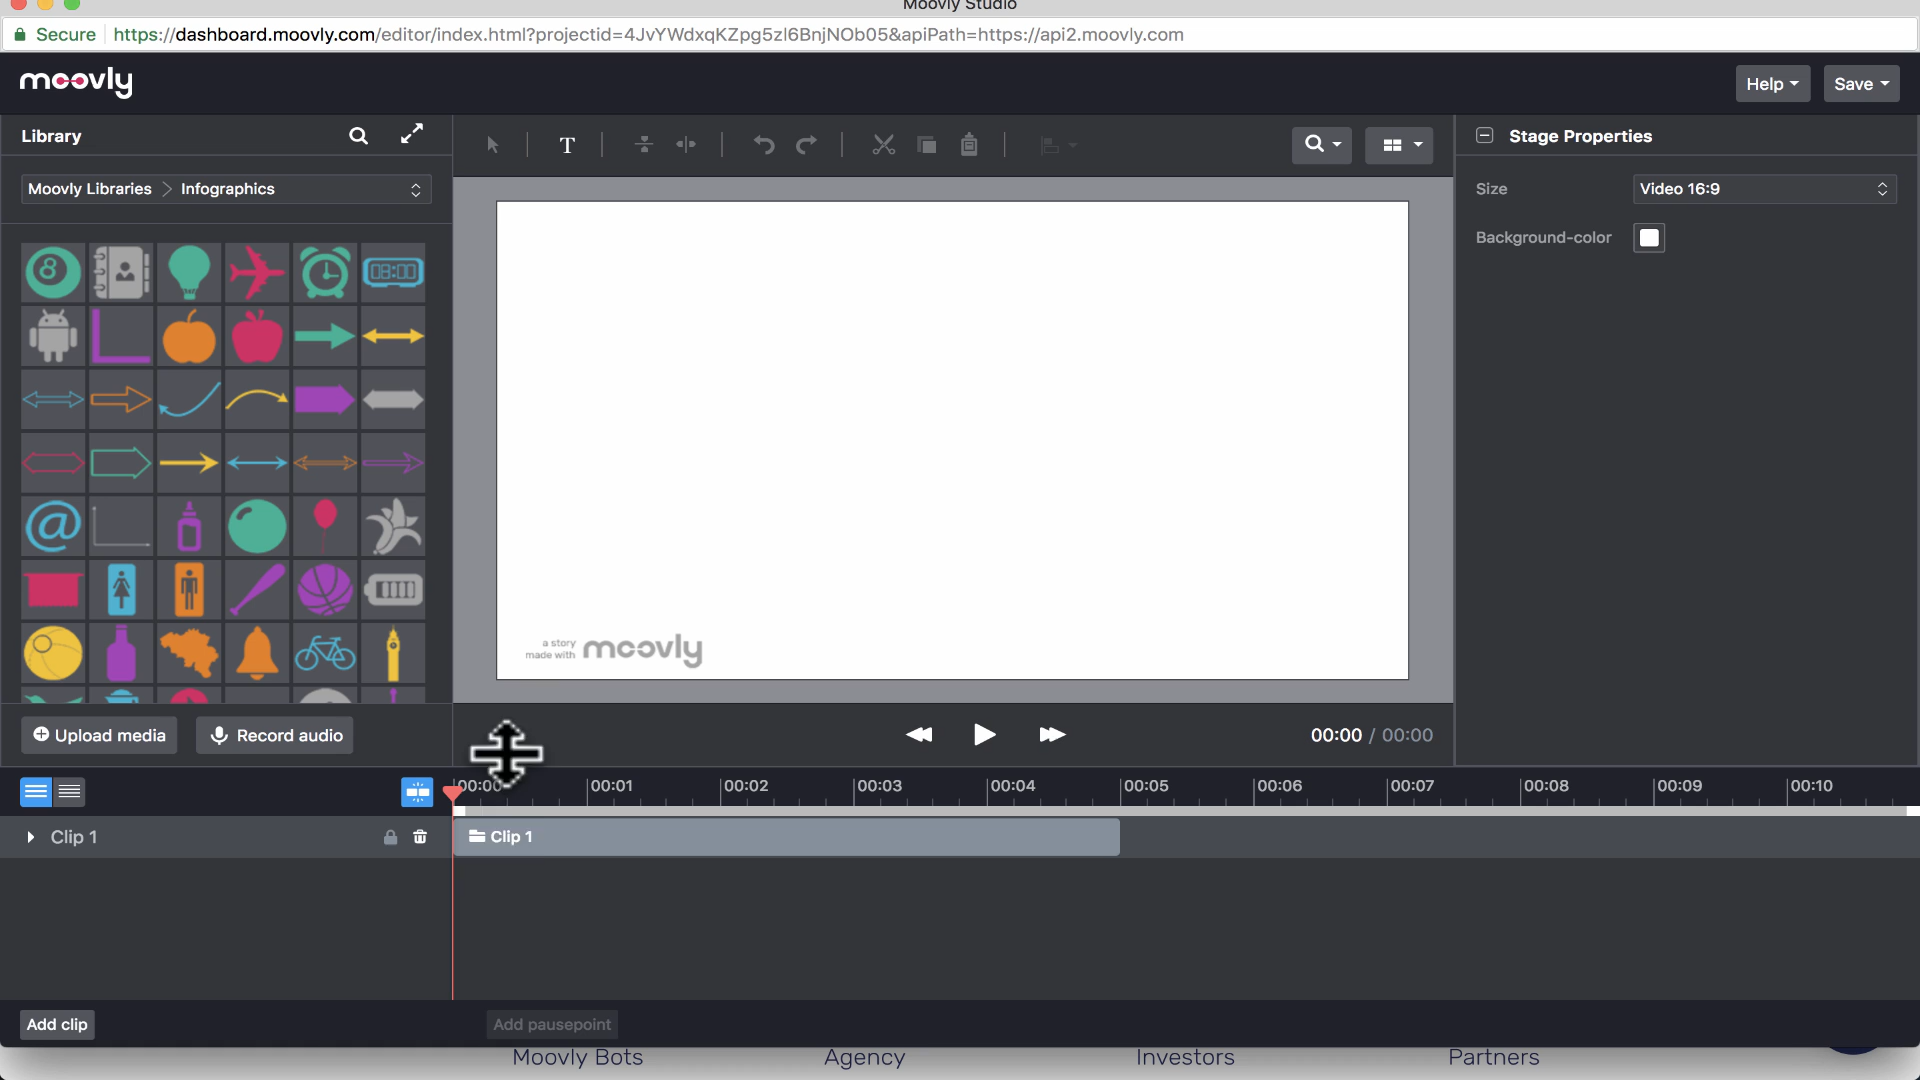 Moovly Studio
Secure https://dashboard.moovly.com/editor/index.html?projectid=4JvYWdxqKZpg5zl6BnjNOb05&apiPath=https://api2.moovly.com
moovly
Help
Save
Library
T
Stage Properties
Moovly Libraries > Infographics
Size
Video 16:9
Background-color
8
08:00
@
a story
made with
moovly
Upload media
Record audio
00:00 / 00:00
00:00
00:01
00:02
00:03
00:04
00:05
00:06
00:07
00:08
00:09
00:10
Clip 1
Clip 1
Add clip
Add pausepoint
Moovly Bots
Agency
Investors
Partners